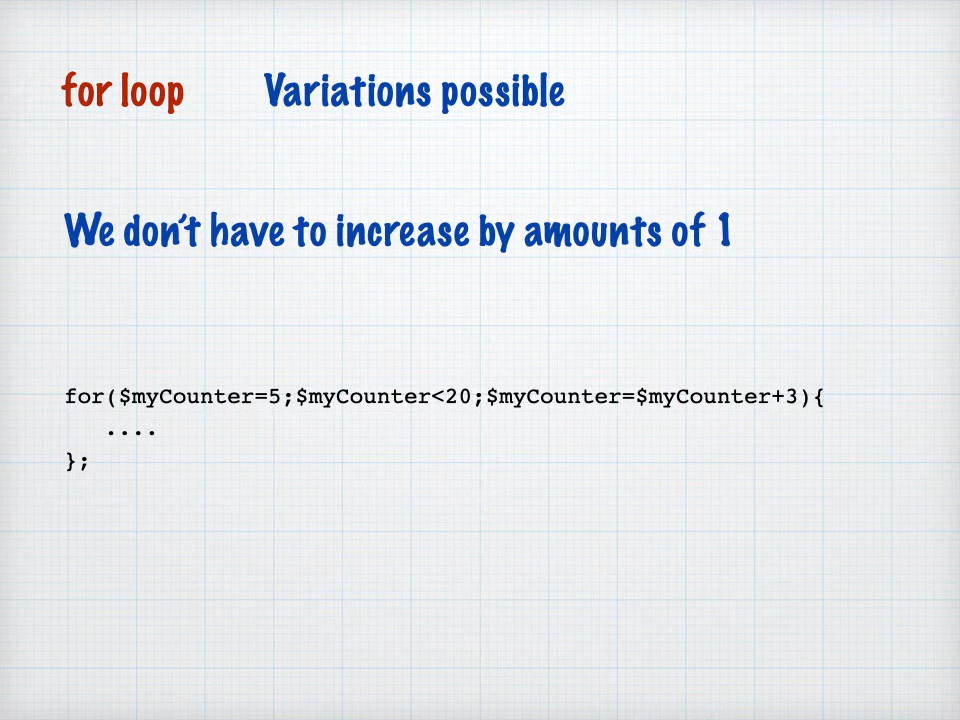 for loop Variations possible
We don't have to increase by amounts of 1
for($myCounter=5;$myCounter<20;$myCounter=$myCounter+3){
   ....
};